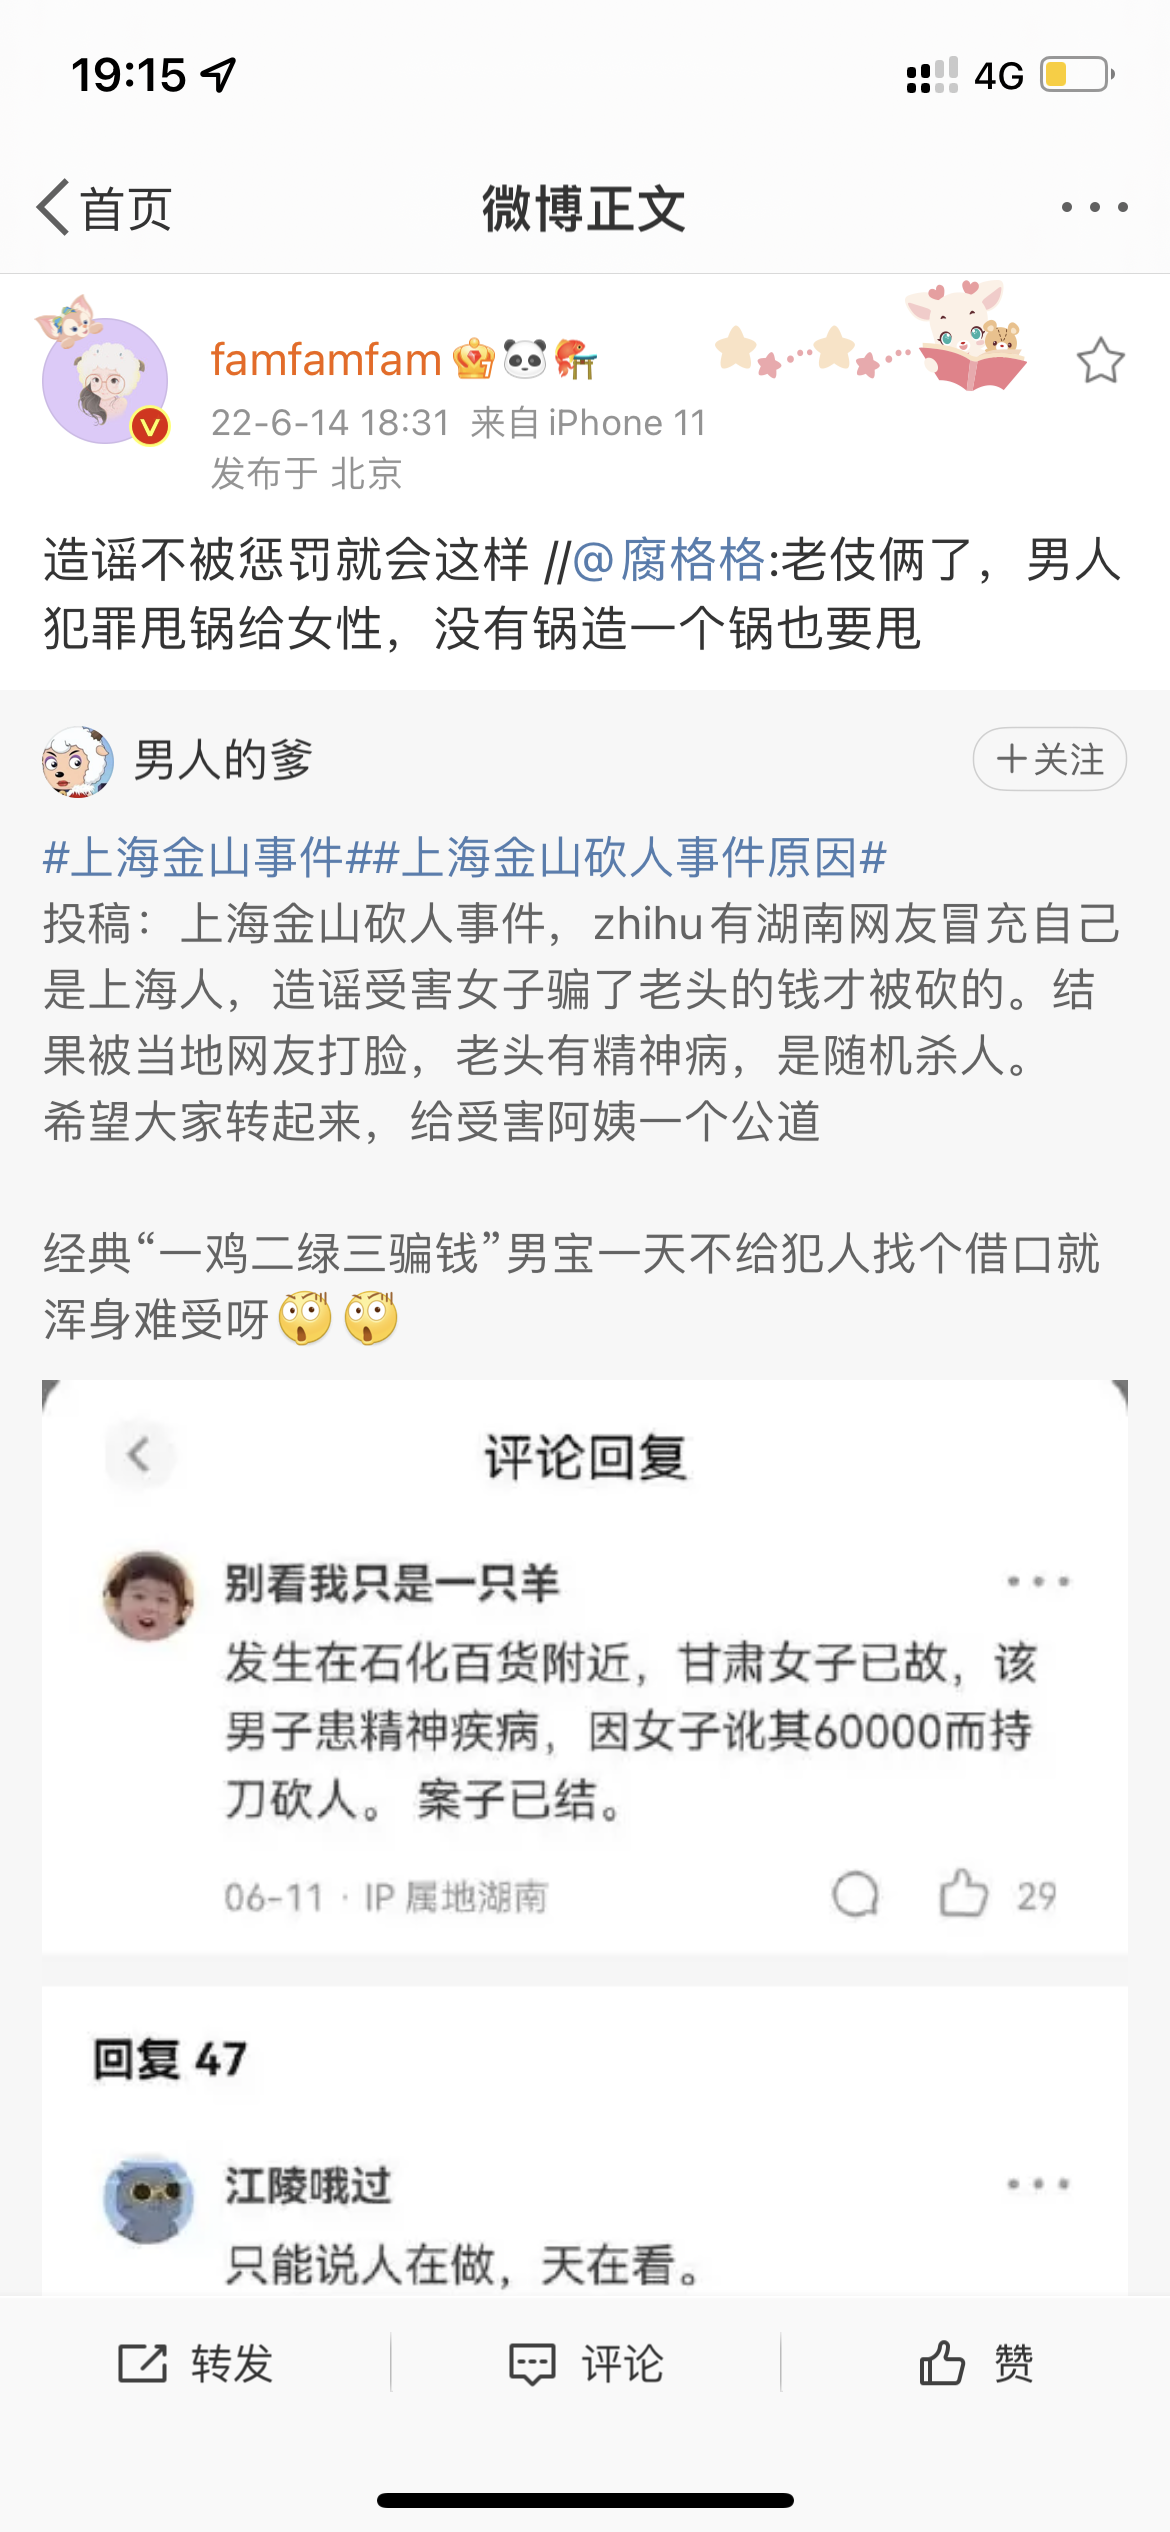 19:15
4G
首页
微博正文
famfamfam
22-6-14 18:31 来自 iPhone 11
发布于 北京
造谣不被惩罚就会这样 //@腐格格:老伎俩了，男人
犯罪甩锅给女性，没有锅造一个锅也要甩
男人的爹
+关注
#上海金山事件##上海金山砍人事件原因#
投稿：上海金山砍人事件，zhihu有湖南网友冒充自己
是上海人，造谣受害女子骗了老头的钱才被砍的。结
果被当地网友打脸，老头有精神病，是随机杀人。
希望大家转起来，给受害阿姨一个公道
经典“一鸡二绿三骗钱”男宝一天不给犯人找个借口就
浑身难受呀
评论回复
别看我只是一只羊
发生在石化百货附近，甘肃女子已故，该
男子患精神疾病，因女子讹其60000而持
刀砍人。 案子已结。
06-11 · IP 属地湖南
29
回复 47
江陵哦过
只能说人在做，天在看。
转发
评论
赞